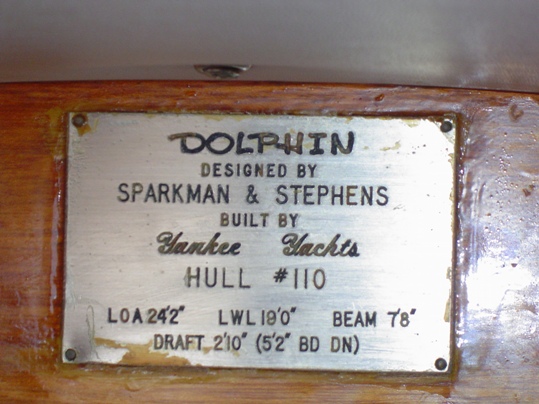 DOLPHIN
DESIGNED BY
SPARKMAN & STEPHENS
BUILT BY
Yankee Yachts
HULL #110
LOA 24'2" LWL 19'0" BEAM 7'8"
DRAFT 2'10" (5'2" BD DN)